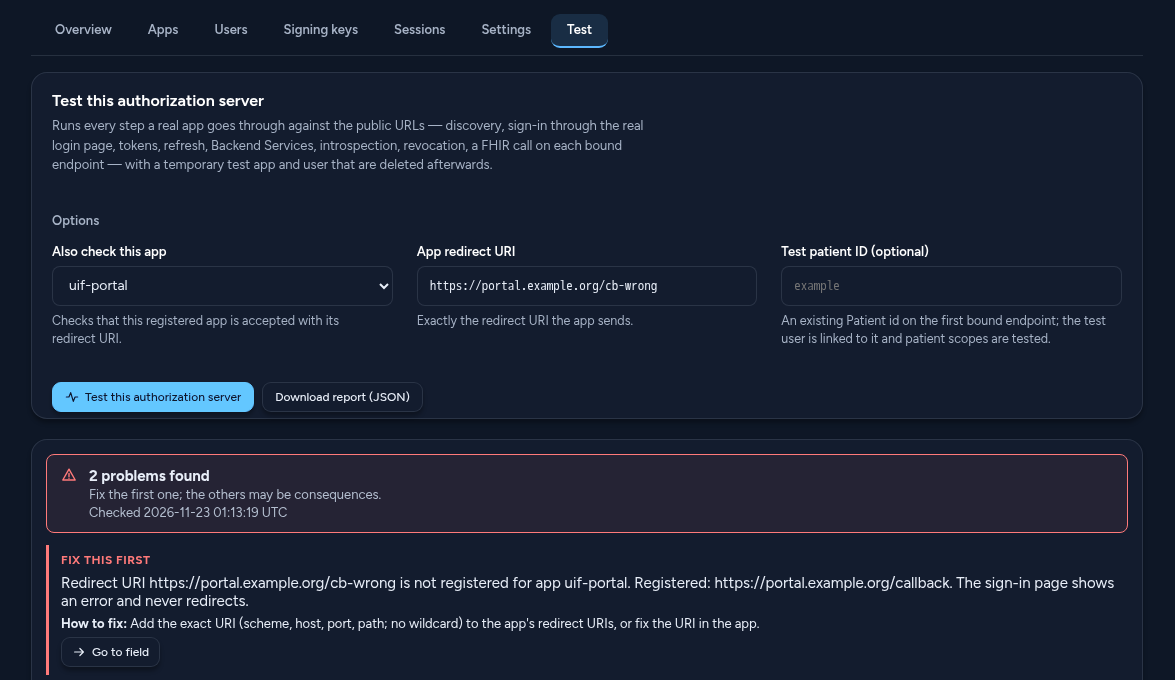 Overview
Apps
Users
Signing keys
Sessions
Settings
Test
Test this authorization server
Runs every step a real app goes through against the public URLs — discovery, sign-in through the real
login page, tokens, refresh, Backend Services, introspection, revocation, a FHIR call on each bound
endpoint — with a temporary test app and user that are deleted afterwards.
Options
Also check this app
uif-portal
Checks that this registered app is accepted with its
redirect URI.
App redirect URI
https://portal.example.org/cb-wrong
Exactly the redirect URI the app sends.
Test patient ID (optional)
example
An existing Patient id on the first bound endpoint; the test
user is linked to it and patient scopes are tested.
Test this authorization server
Download report (JSON)
2 problems found
Fix the first one; the others may be consequences.
Checked 2026-11-23 01:13:19 UTC
FIX THIS FIRST
Redirect URI https://portal.example.org/cb-wrong is not registered for app uif-portal. Registered: https://portal.example.org/callback. The sign-in page shows
an error and never redirects.
How to fix: Add the exact URI (scheme, host, port, path; no wildcard) to the app's redirect URIs, or fix the URI in the app.
Go to field